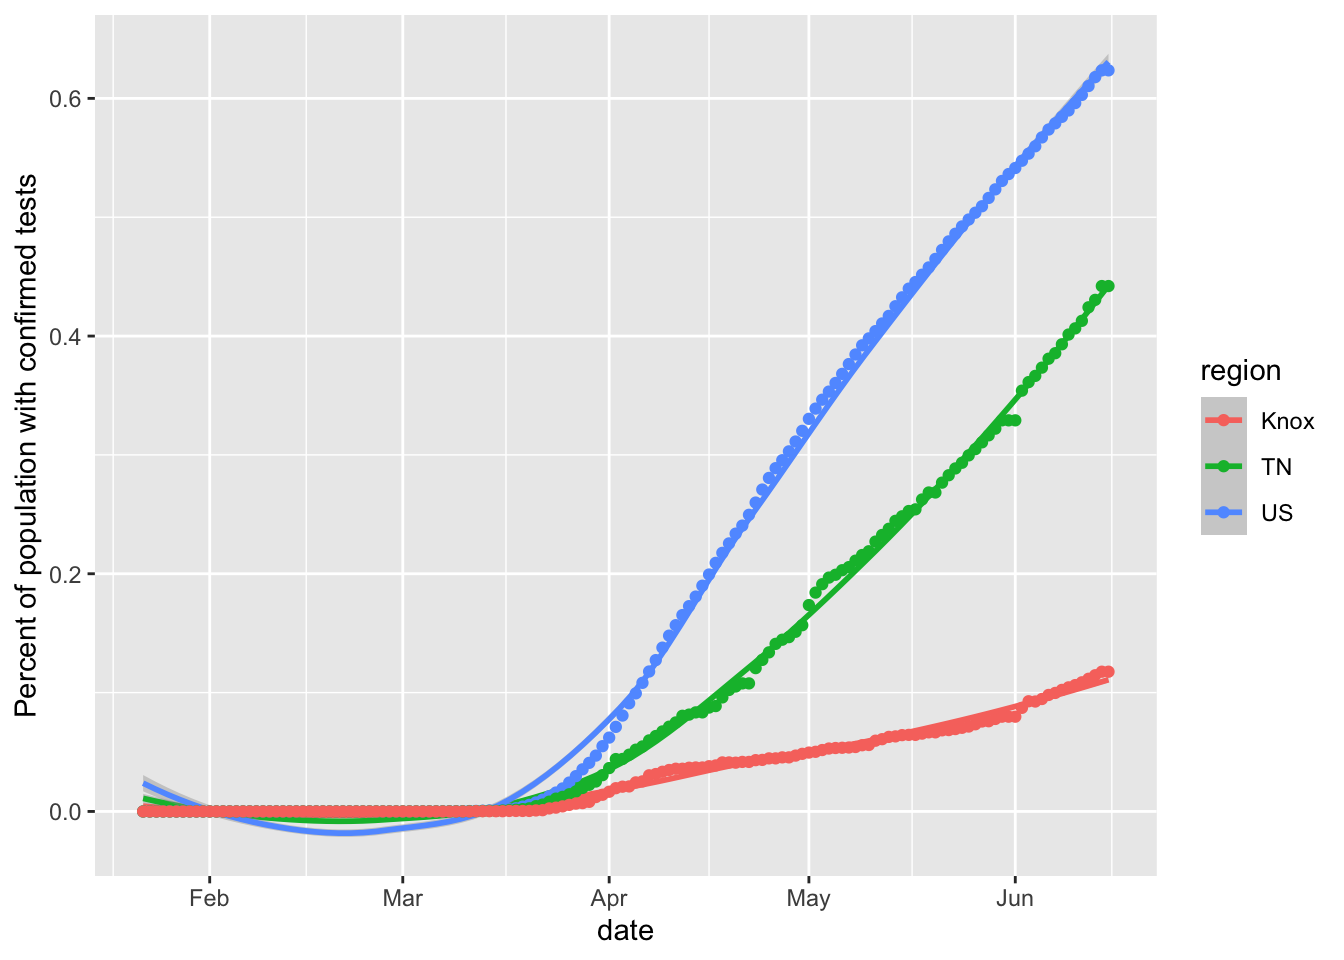 Percent of population with confirmed tests
0.6
0.4
0.2
0.0
Feb Mar Apr May Jun
date
region
Knox
TN
US